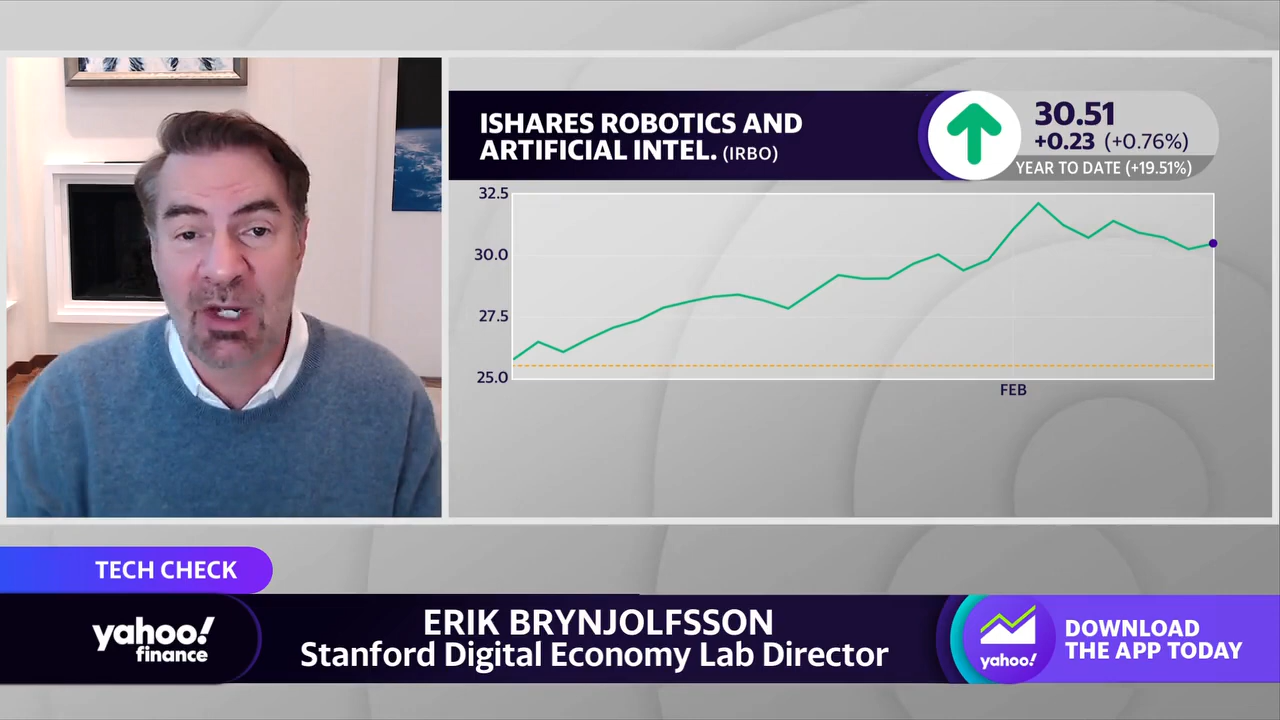 ISHARES ROBOTICS AND
ARTIFICIAL INTEL. (IRBO)
30.51
+0.23 (+0.76%)
YEAR TO DATE (+19.51%)
32.5
30.0
27.5
25.0
FEB
TECH CHECK
yahoo!
finance
ERIK BRYNJOLFSSON
Stanford Digital Economy Lab Director
yahoo!
DOWNLOAD
THE APP TODAY